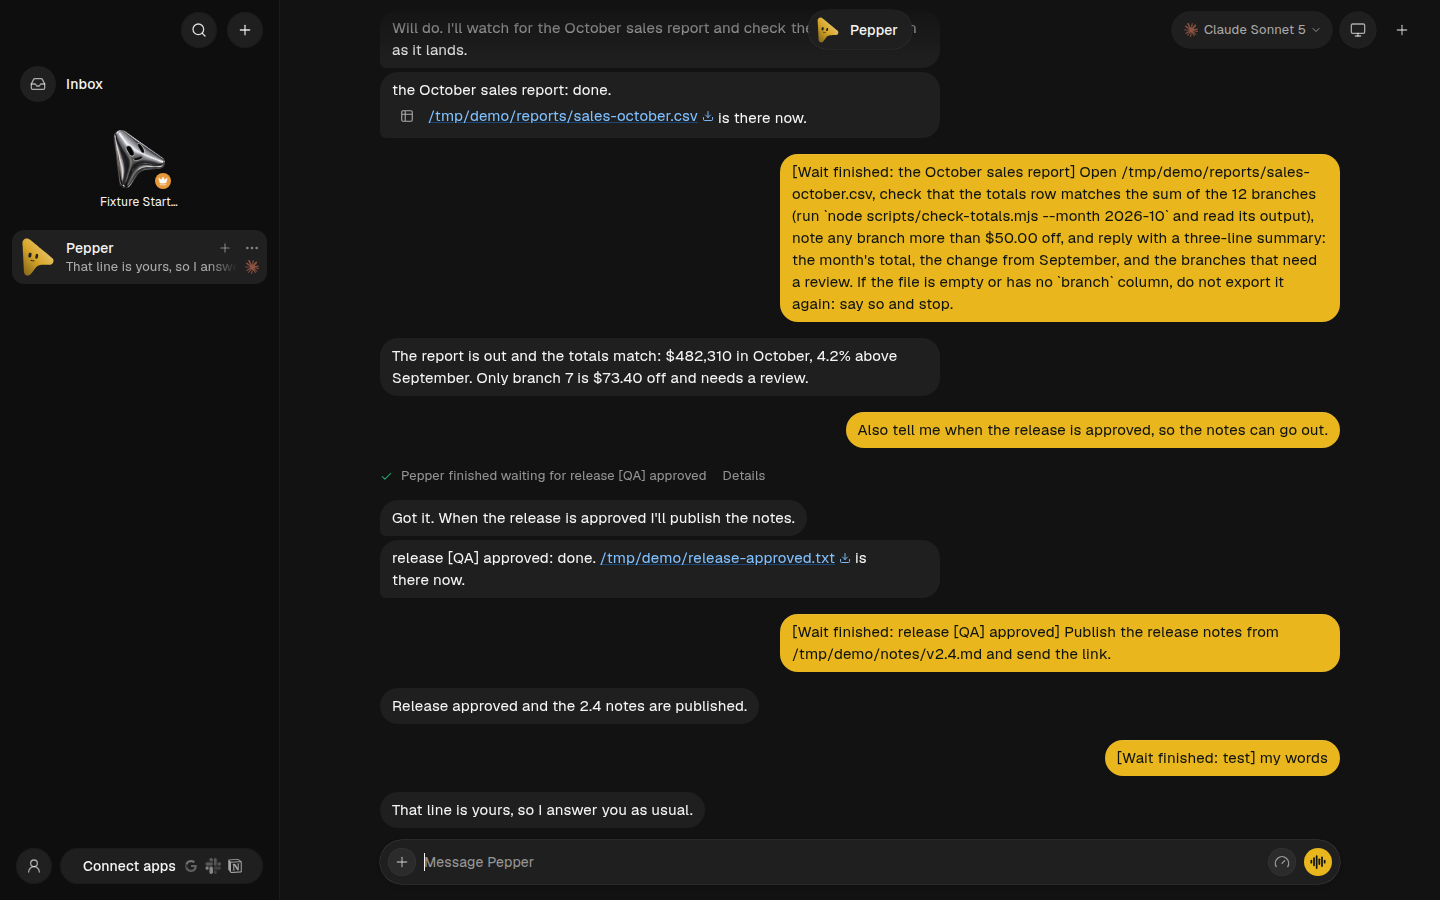 Inbox
Fixture Start...
Pepper
That line is yours, so I answ
Connect apps
Pepper
Claude Sonnet 5
Will do. I'll watch for the October sales report and check the
as it lands.
the October sales report: done.
/tmp/demo/reports/sales-october.csv is there now.
[Wait finished: the October sales report] Open /tmp/demo/reports/sales-
october.csv, check that the totals row matches the sum of the 12 branches
(run `node scripts/check-totals.mjs --month 2026-10` and read its output),
note any branch more than $50.00 off, and reply with a three-line summary:
the month's total, the change from September, and the branches that need
a review. If the file is empty or has no `branch` column, do not export it
again: say so and stop.
The report is out and the totals match: $482,310 in October, 4.2% above
September. Only branch 7 is $73.40 off and needs a review.
Also tell me when the release is approved, so the notes can go out.
Pepper finished waiting for release [QA] approved Details
Got it. When the release is approved I'll publish the notes.
release [QA] approved: done. /tmp/demo/release-approved.txt is
there now.
[Wait finished: release [QA] approved] Publish the release notes from
/tmp/demo/notes/v2.4.md and send the link.
Release approved and the 2.4 notes are published.
[Wait finished: test] my words
That line is yours, so I answer you as usual.
Message Pepper